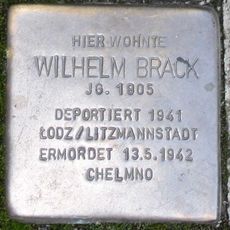 HIER WOHNTE
WILHELM BRACK
JG. 1905
DEPORTIERT 1941
ŁODZ/LITZMANNSTADT
ERMORDET 13.5.1942
CHELMNO